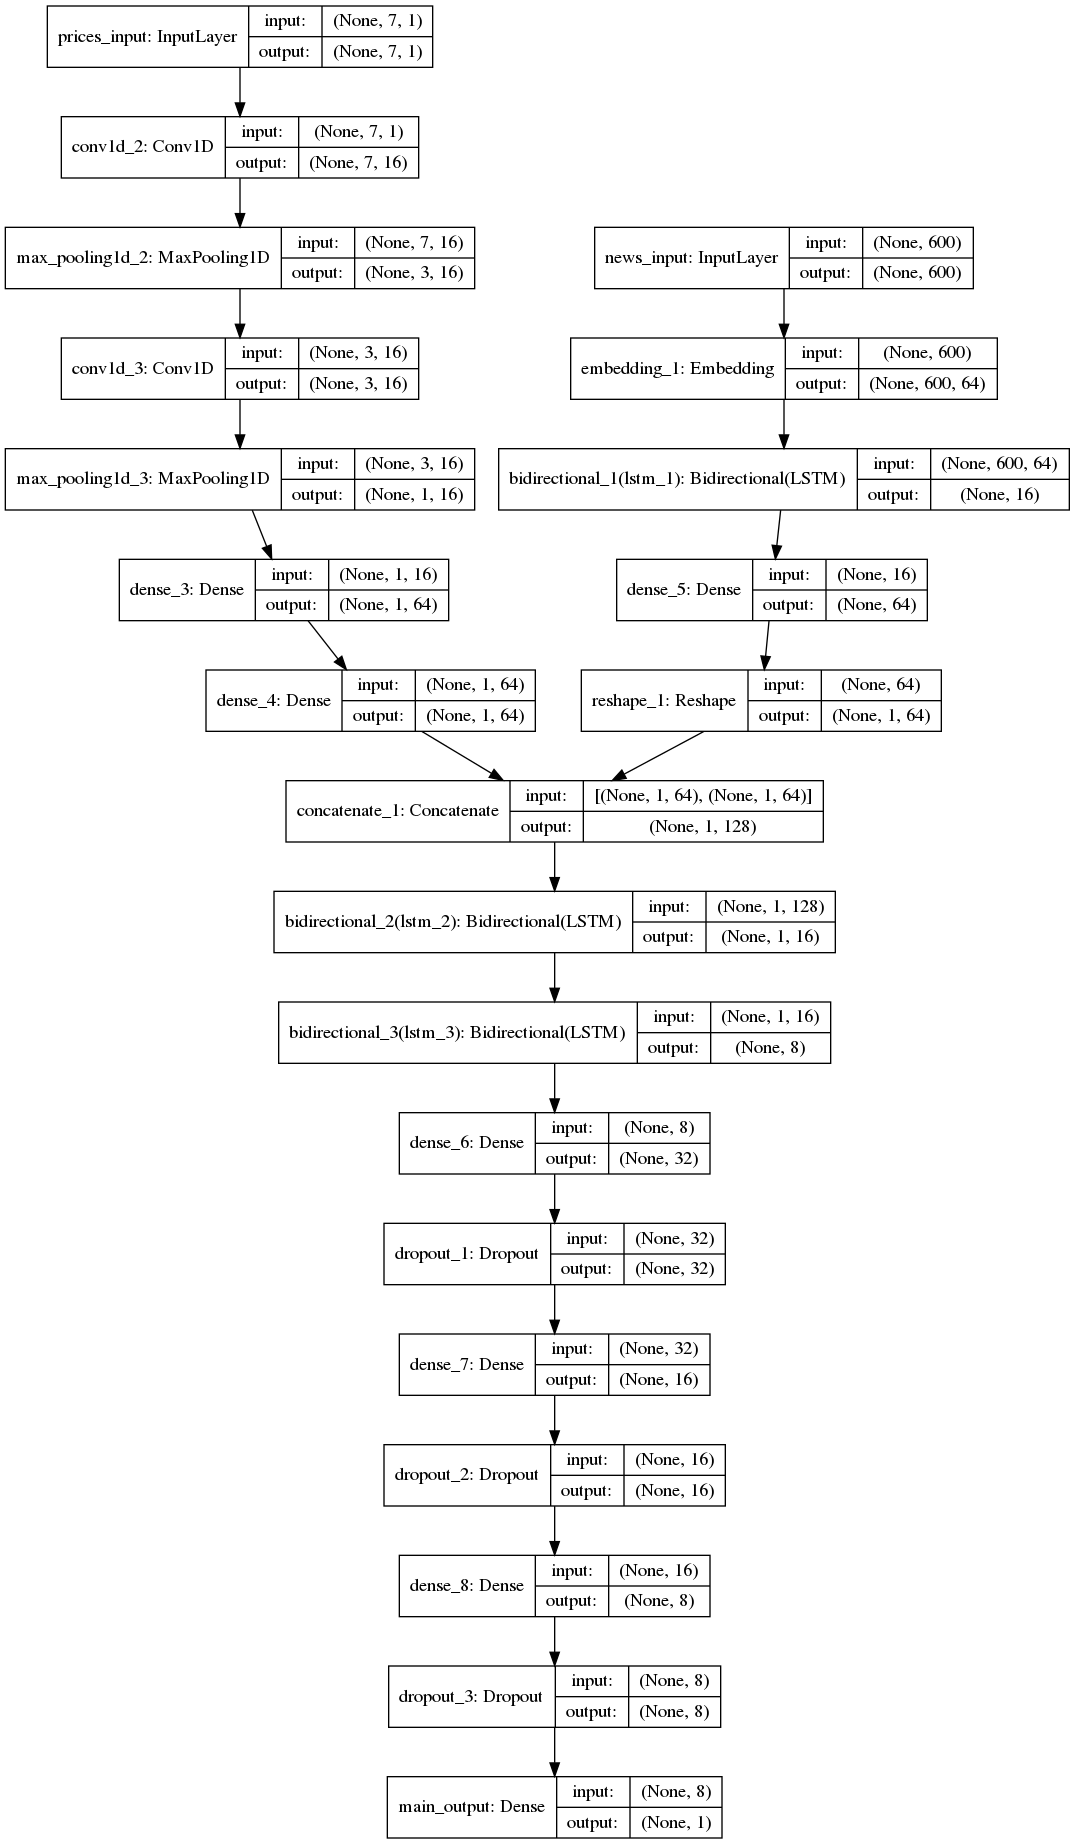 prices_input: InputLayer
input:
(None, 7, 1)
output:
(None, 7, 1)
conv1d_2: Conv1D
input:
(None, 7, 1)
output:
(None, 7, 16)
max_pooling1d_2: MaxPooling1D
input:
(None, 7, 16)
output:
(None, 3, 16)
news_input: InputLayer
input:
(None, 600)
output:
(None, 600)
conv1d_3: Conv1D
input:
(None, 3, 16)
output:
(None, 3, 16)
embedding_1: Embedding
input:
(None, 600)
output:
(None, 600, 64)
max_pooling1d_3: MaxPooling1D
input:
(None, 3, 16)
output:
(None, 1, 16)
bidirectional_1(lstm_1): Bidirectional(LSTM)
input:
(None, 600, 64)
output:
(None, 16)
dense_3: Dense
input:
(None, 1, 16)
output:
(None, 1, 64)
dense_5: Dense
input:
(None, 16)
output:
(None, 64)
dense_4: Dense
input:
(None, 1, 64)
output:
(None, 1, 64)
reshape_1: Reshape
input:
(None, 64)
output:
(None, 1, 64)
concatenate_1: Concatenate
input:
[(None, 1, 64), (None, 1, 64)]
output:
(None, 1, 128)
bidirectional_2(lstm_2): Bidirectional(LSTM)
input:
(None, 1, 128)
output:
(None, 1, 16)
bidirectional_3(lstm_3): Bidirectional(LSTM)
input:
(None, 1, 16)
output:
(None, 8)
dense_6: Dense
input:
(None, 8)
output:
(None, 32)
dropout_1: Dropout
input:
(None, 32)
output:
(None, 32)
dense_7: Dense
input:
(None, 32)
output:
(None, 16)
dropout_2: Dropout
input:
(None, 16)
output:
(None, 16)
dense_8: Dense
input:
(None, 16)
output:
(None, 8)
dropout_3: Dropout
input:
(None, 8)
output:
(None, 8)
main_output: Dense
input:
(None, 8)
output:
(None, 1)